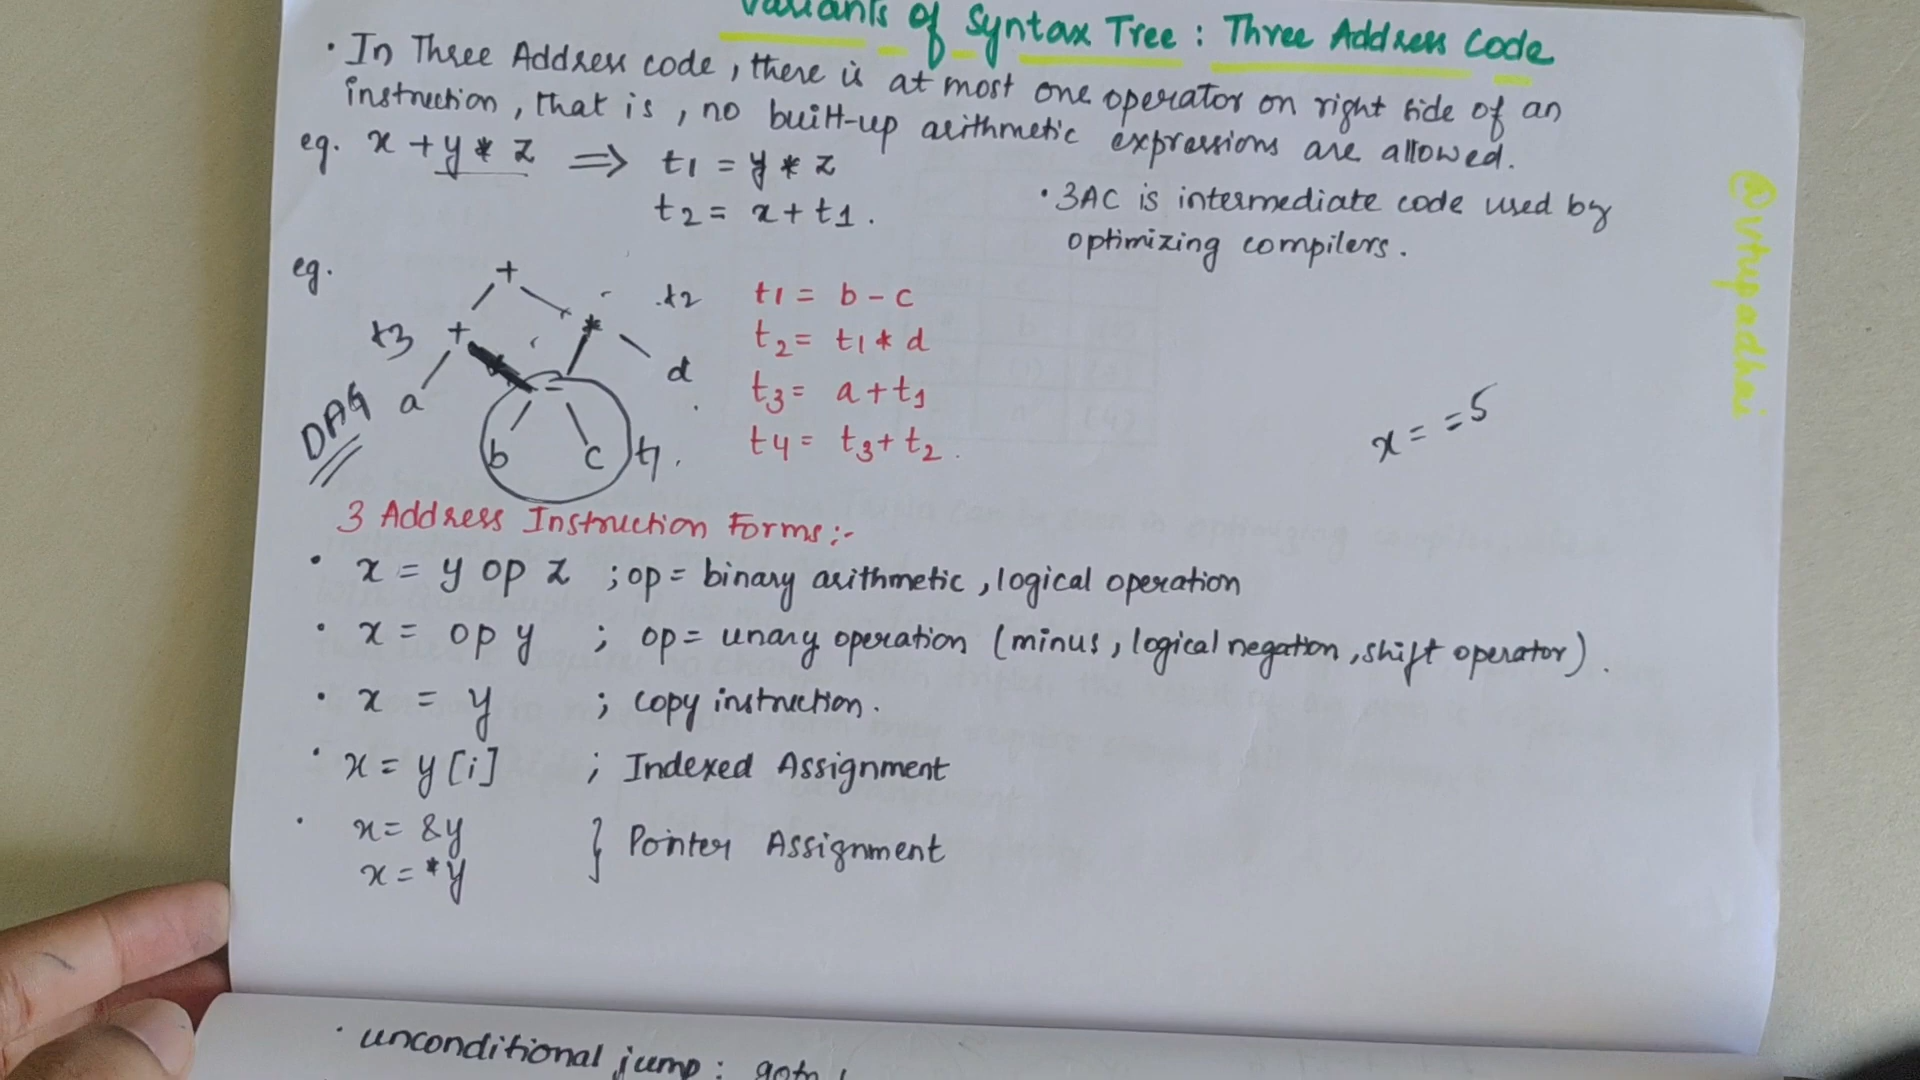 Variants of Syntax Tree : Three Address Code
• In Three Address code, there is at most one operator on right side of an
instruction, that is, no built-up arithmetic expressions are allowed.
eg. x + y * z ⇒ t1 = y * z
t2 = x + t1.
• 3AC is intermediate code used by
optimizing compilers.
@vtupadhai
eg.
+
t3 + * t2
a - d
b c t1.
DAG
t1 = b - c
t2 = t1 * d
t3 = a + t1
t4 = t3 + t2.
x = = 5
3 Address Instruction Forms :-
• x = y op z ; op = binary arithmetic, logical operation
• x = op y ; op = unary operation (minus, logical negation, shift operator).
• x = y ; copy instruction.
• x = y [i] ; Indexed Assignment
• x = &y
x = *y } Pointer Assignment
• unconditional jump : goto